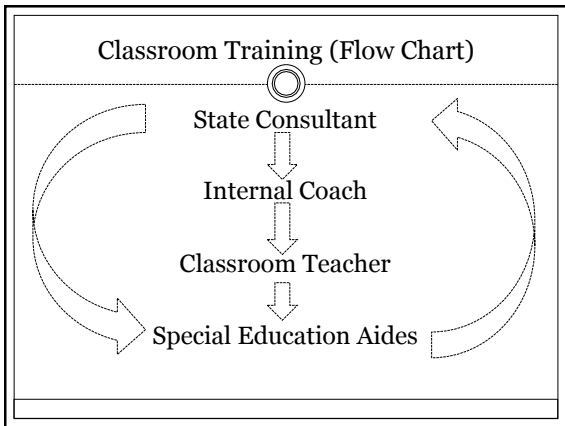 Classroom Training (Flow Chart)
State Consultant
Internal Coach
Classroom Teacher
Special Education Aides